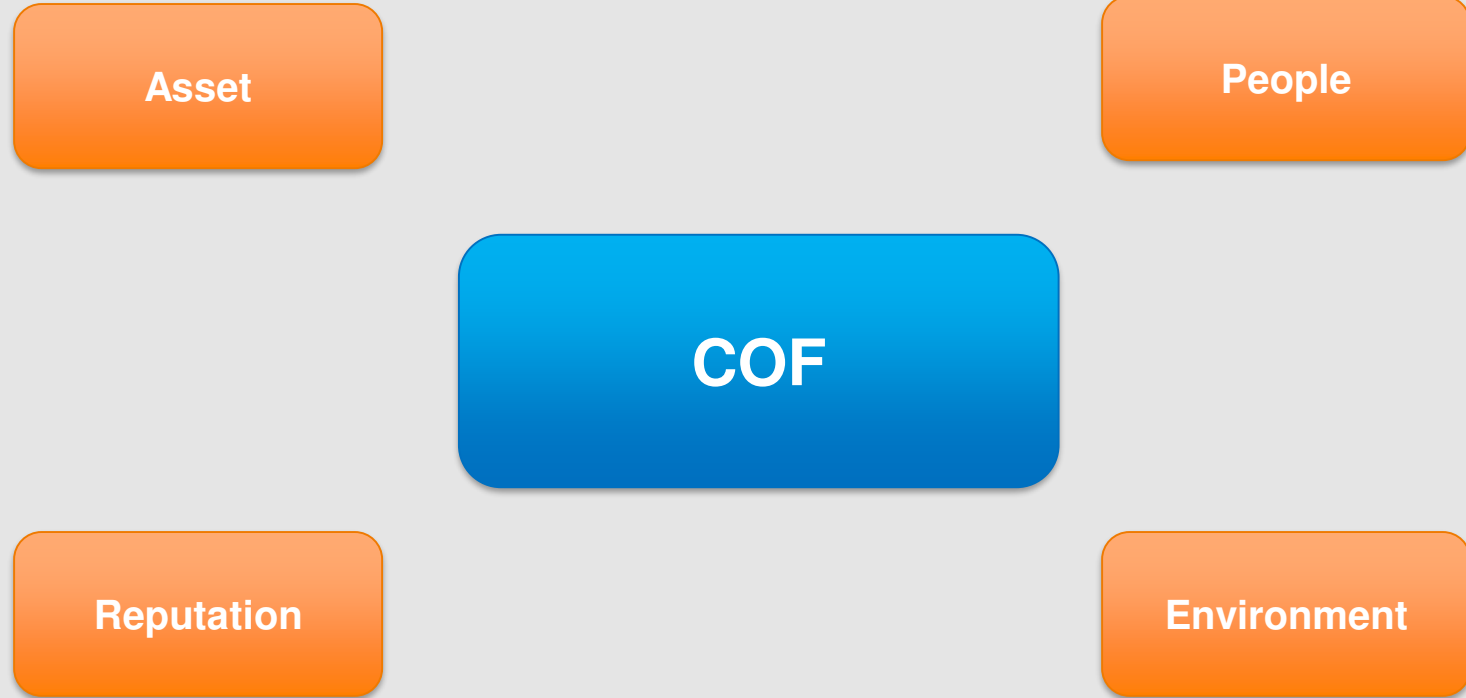 Asset
People
COF
Reputation
Environment